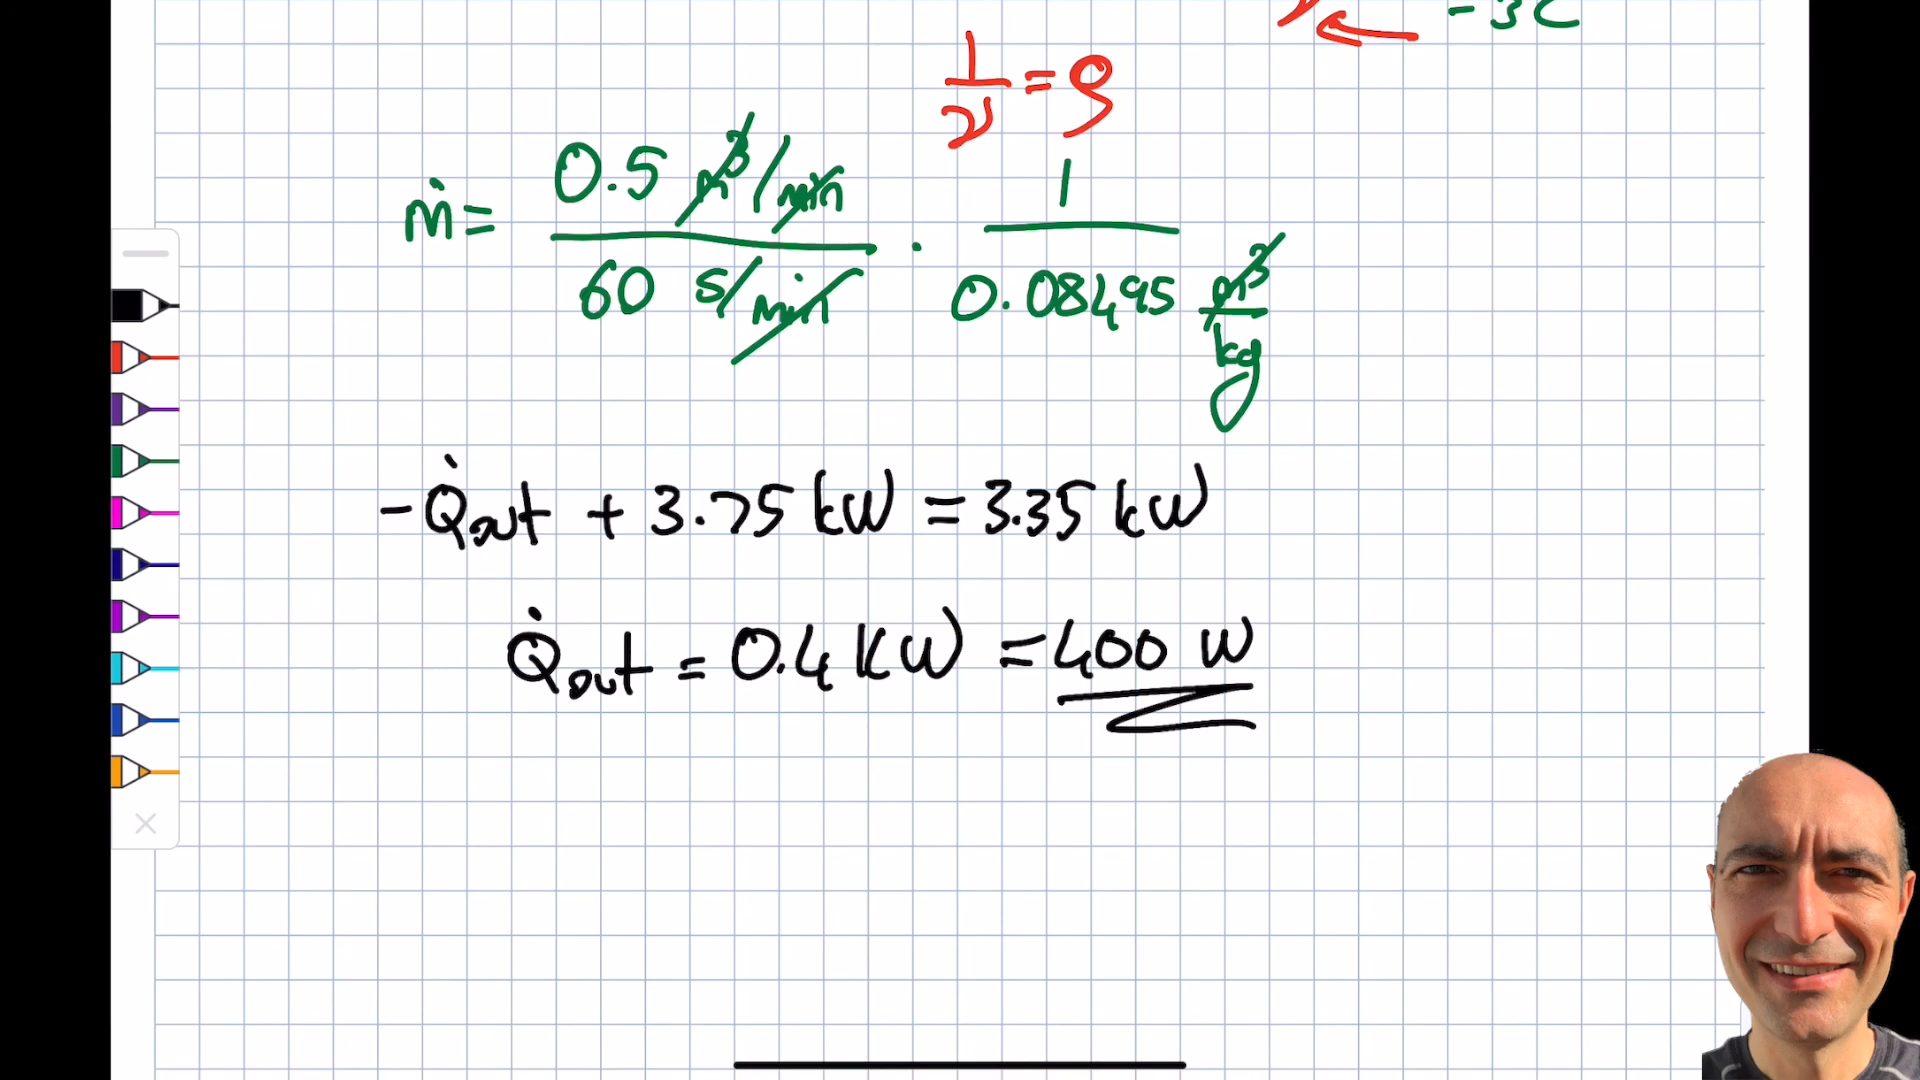 - 3C
1/ν = ρ
ṁ = 0.5 m³/min / 60 s/min · 1 / 0.08495 m³/kg
-Q̇out + 3.75 kW = 3.35 kW
Q̇out = 0.4 kW = 400 W